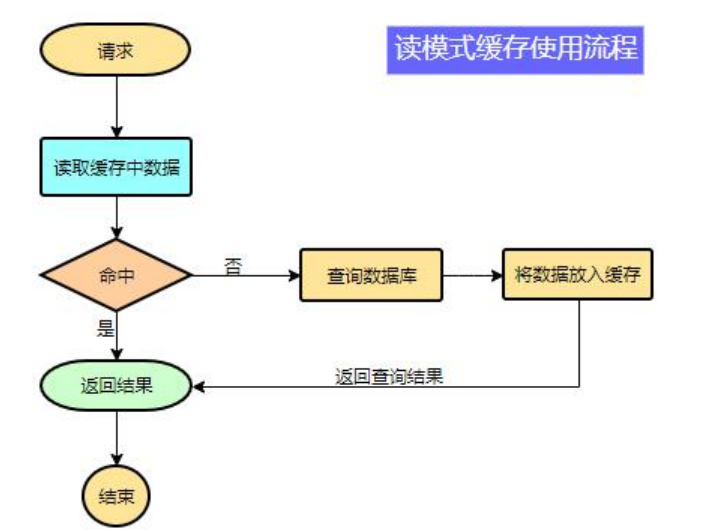 请求
读模式缓存使用流程
读取缓存中数据
命中
否
查询数据库
将数据放入缓存
是
返回结果
返回查询结果
结束